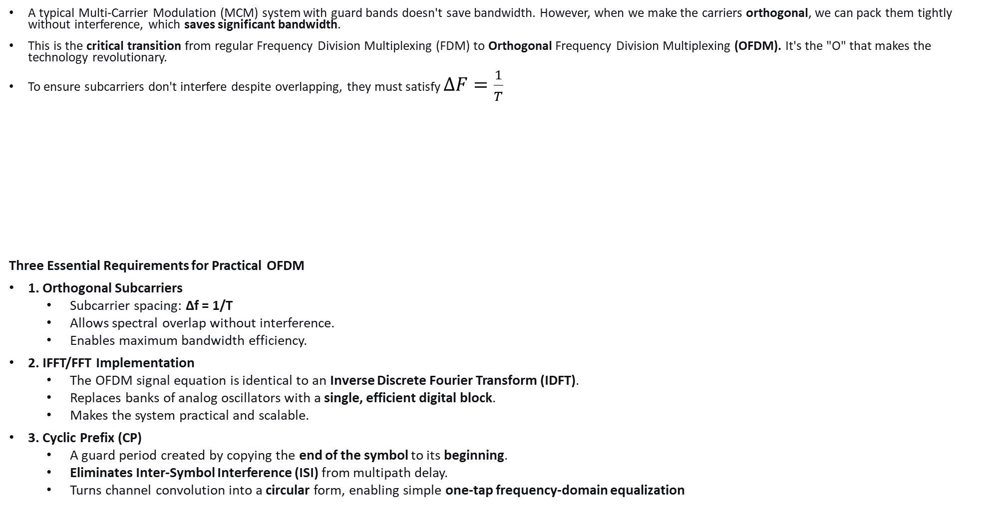 • A typical Multi-Carrier Modulation (MCM) system with guard bands doesn't save bandwidth. However, when we make the carriers orthogonal, we can pack them tightly
without interference, which saves significant bandwidth.
• This is the critical transition from regular Frequency Division Multiplexing (FDM) to Orthogonal Frequency Division Multiplexing (OFDM). It's the "O" that makes the
technology revolutionary.
• To ensure subcarriers don't interfere despite overlapping, they must satisfy ΔF = 1/T
Three Essential Requirements for Practical OFDM
• 1. Orthogonal Subcarriers
• Subcarrier spacing: Δf = 1/T
• Allows spectral overlap without interference.
• Enables maximum bandwidth efficiency.
• 2. IFFT/FFT Implementation
• The OFDM signal equation is identical to an Inverse Discrete Fourier Transform (IDFT).
• Replaces banks of analog oscillators with a single, efficient digital block.
• Makes the system practical and scalable.
• 3. Cyclic Prefix (CP)
• A guard period created by copying the end of the symbol to its beginning.
• Eliminates Inter-Symbol Interference (ISI) from multipath delay.
• Turns channel convolution into a circular form, enabling simple one-tap frequency-domain equalization